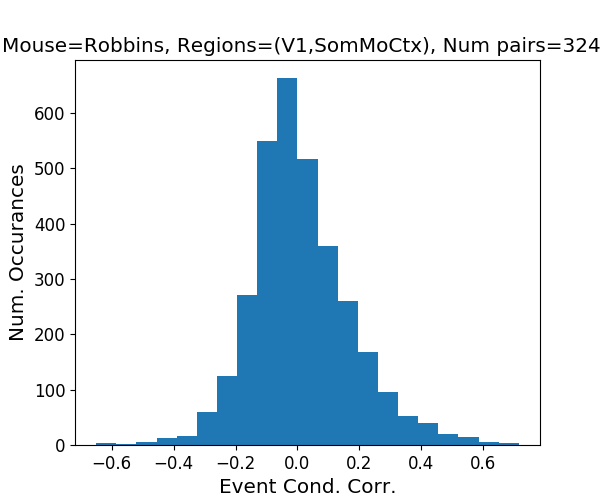 Mouse=Robbins, Regions=(V1,SomMoCtx), Num pairs=324
Num. Occurances
600
500
400
300
200
100
0
−0.6 −0.4 −0.2 0.0 0.2 0.4 0.6
Event Cond. Corr.